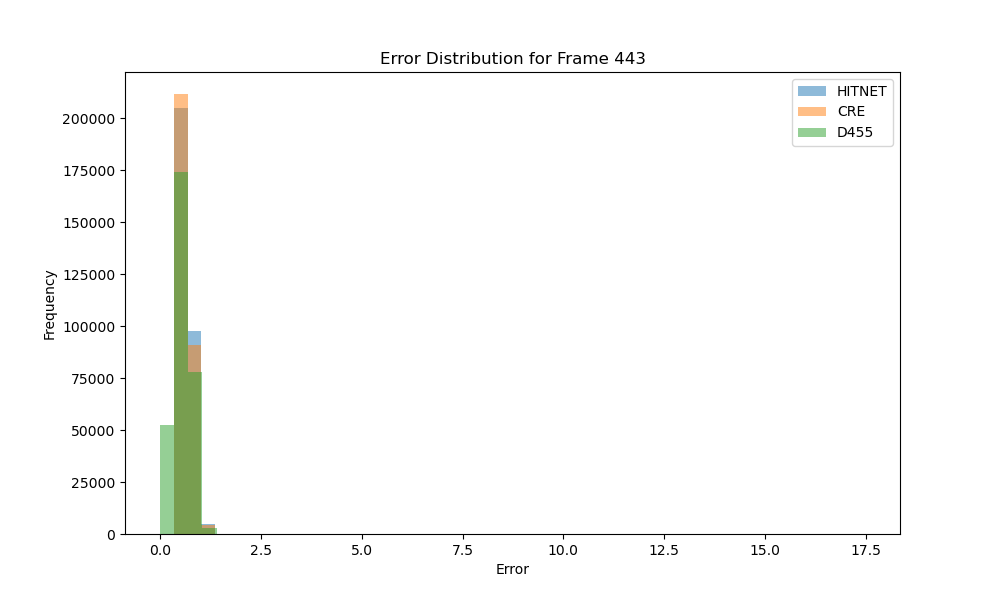 Error Distribution for Frame 443
HITNET
CRE
D455
200000
175000
150000
125000
100000
75000
50000
25000
0
Frequency
0.0 2.5 5.0 7.5 10.0 12.5 15.0 17.5
Error